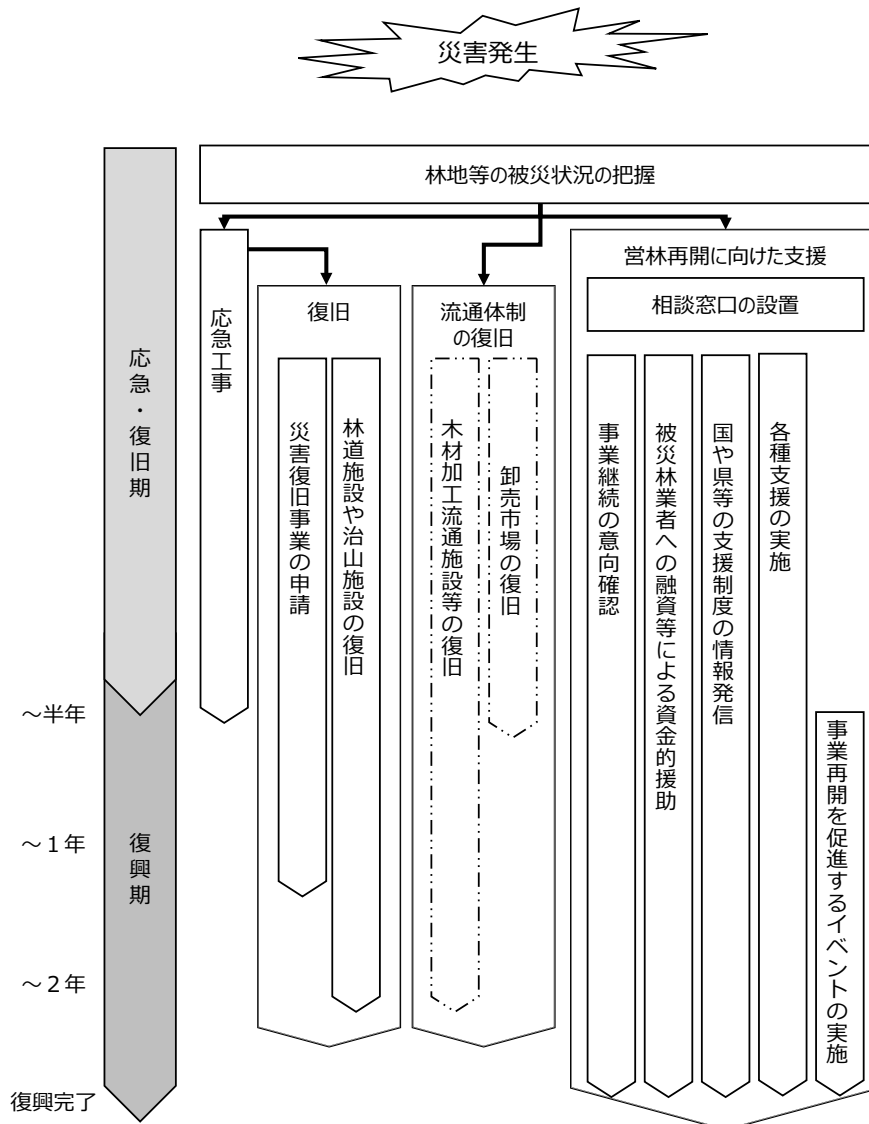 災害発生
林地等の被災状況の把握
応急・復旧期
復興期
～半年
～１年
～２年
復興完了
応急工事
復旧
災害復旧事業の申請
林道施設や治山施設の復旧
流通体制
の復旧
木材加工流通施設等の復旧
卸売市場の復旧
営林再開に向けた支援
相談窓口の設置
事業継続の意向確認
被災林業者への融資等による資金的援助
国や県等の支援制度の情報発信
各種支援の実施
事業再開を促進するイベントの実施